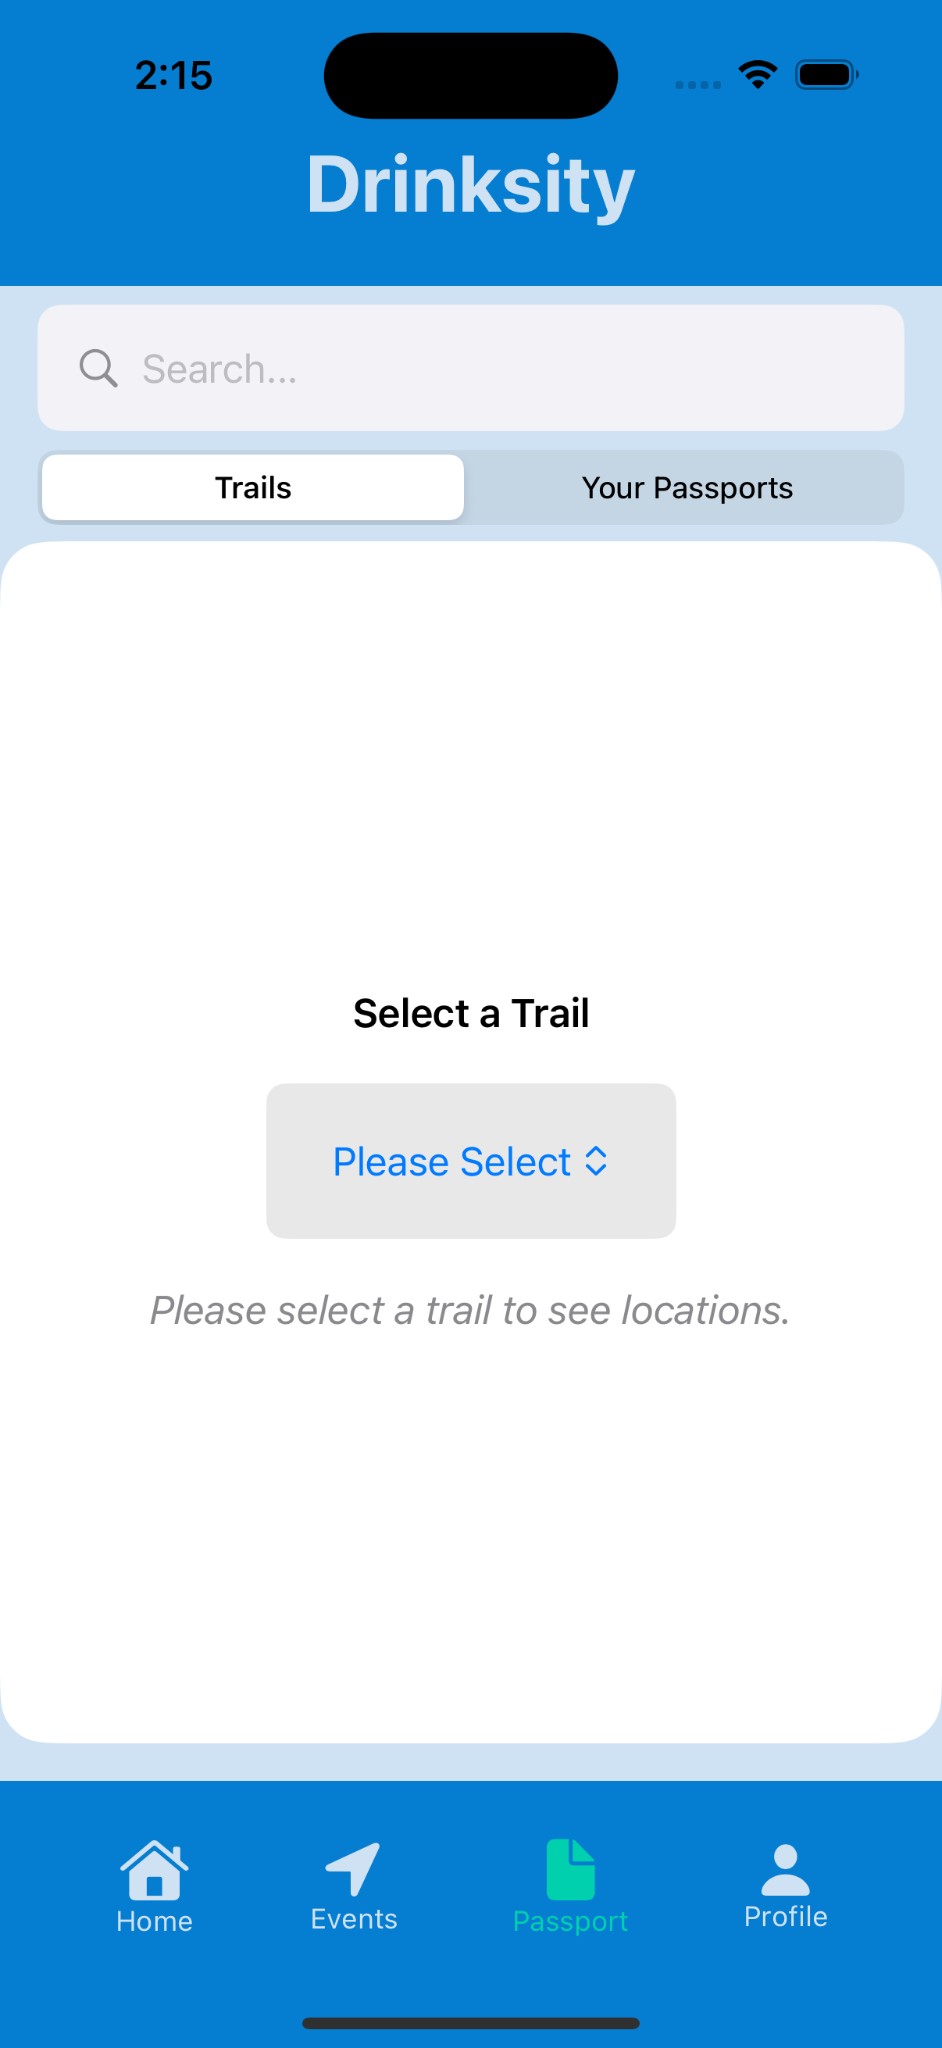 2:15
Drinksity
Search...
Trails
Your Passports
Select a Trail
Please Select
Please select a trail to see locations.
Home
Events
Passport
Profile